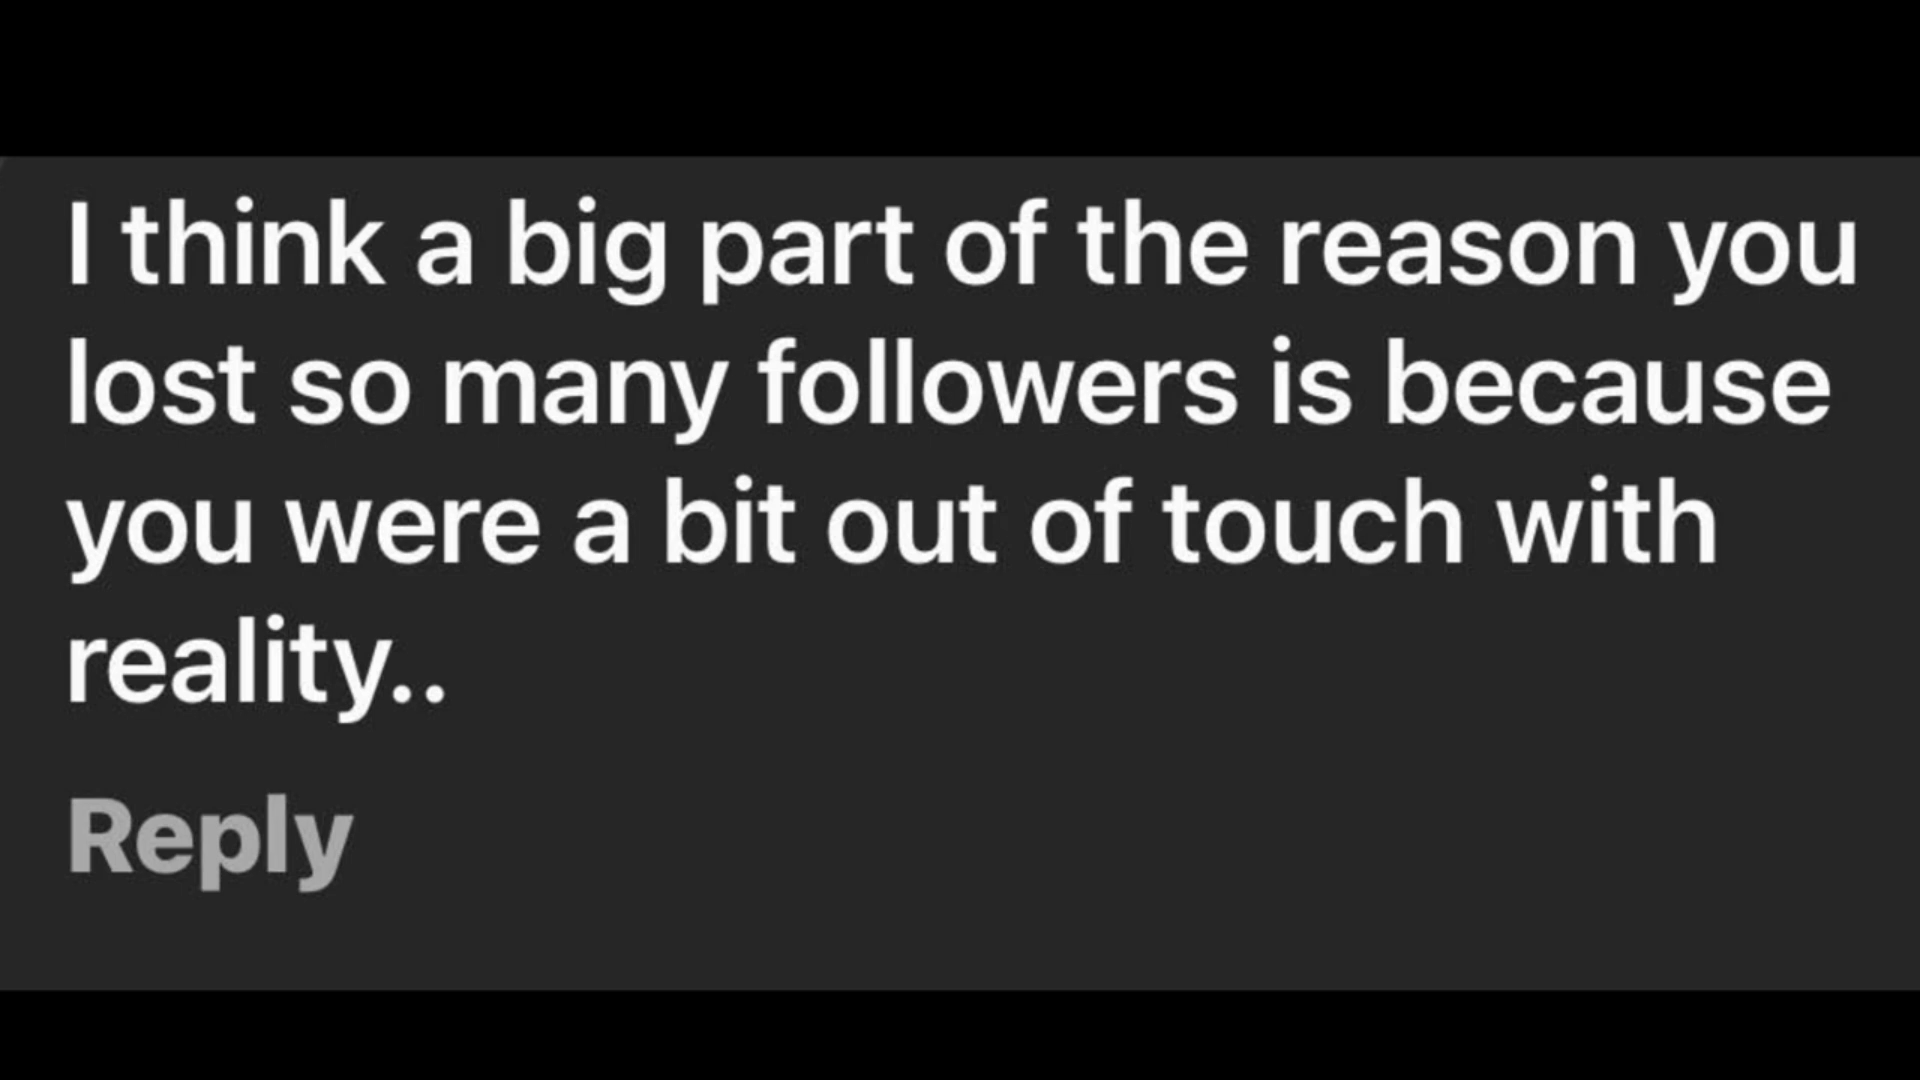 I think a big part of the reason you
lost so many followers is because
you were a bit out of touch with
reality..
Reply